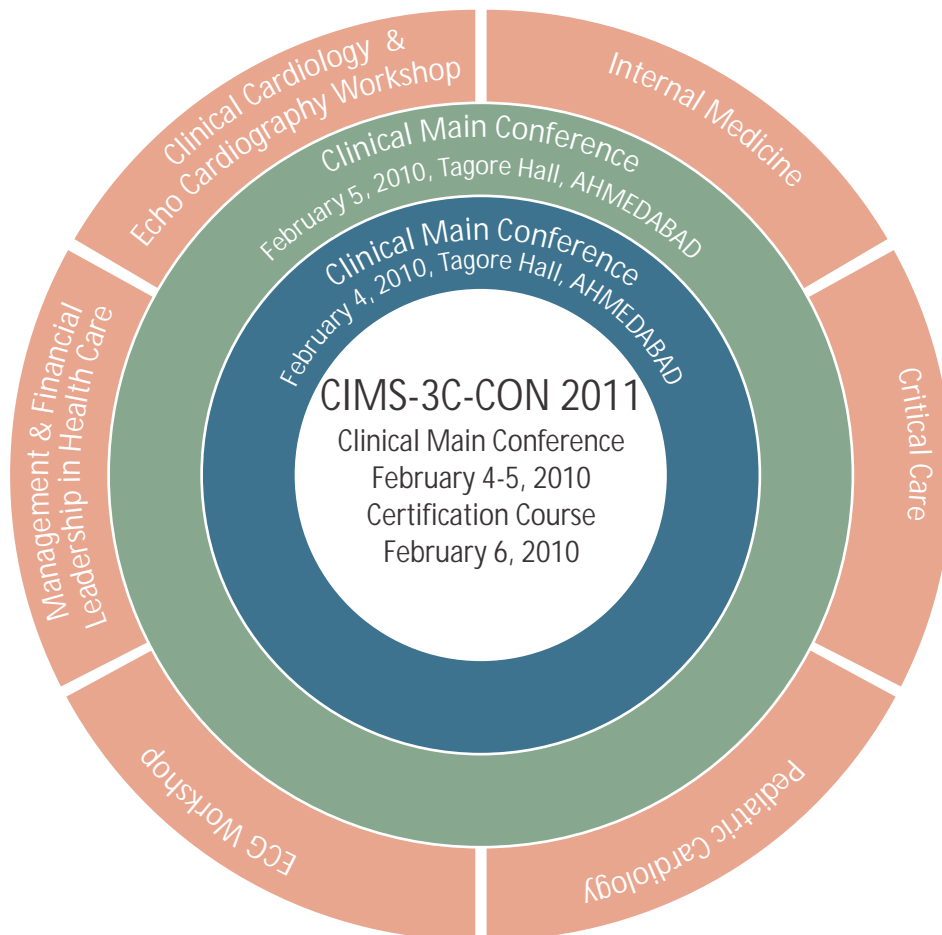 Clinical Cardiology &
Echo Cardiography Workshop
Internal Medicine
Critical Care
Pediatric Cardiology
ECG Workshop
Management & Financial
Leadership in Health Care
Clinical Main Conference
February 5, 2010, Tagore Hall, AHMEDABAD
Clinical Main Conference
February 4, 2010, Tagore Hall, AHMEDABAD
CIMS-3C-CON 2011
Clinical Main Conference
February 4-5, 2010
Certification Course
February 6, 2010